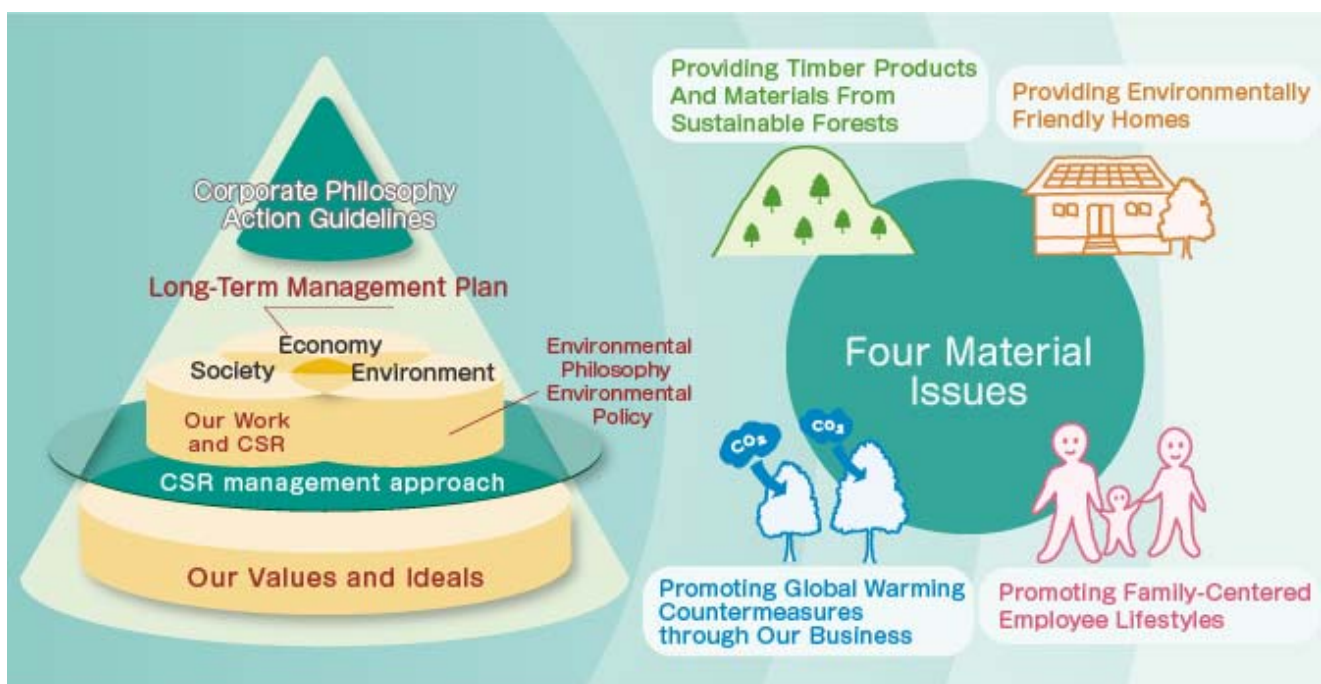 Corporate Philosophy
Action Guidelines
Long-Term Management Plan
Economy
Society
Environment
Environmental
Philosophy
Environmental
Policy
Our Work
and CSR
CSR management approach
Our Values and Ideals
Providing Timber Products
And Materials From
Sustainable Forests
Providing Environmentally
Friendly Homes
Four Material
Issues
CO₂
CO₂
Promoting Global Warming
Countermeasures
through Our Business
Promoting Family-Centered
Employee Lifestyles